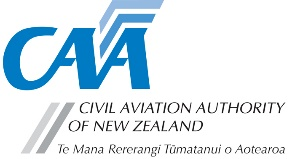 CAA
CIVIL AVIATION AUTHORITY
OF NEW ZEALAND
Te Mana Rererangi Tūmatanui o Aotearoa